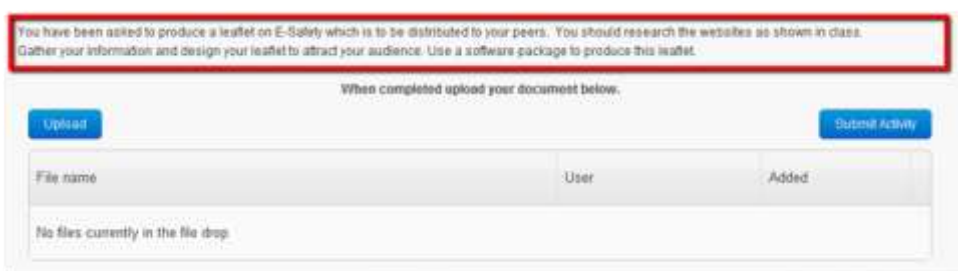 You have been asked to produce a leaflet on E-Safety which is to be distributed to your peers. You should research the websites as shown in class.
Gather your information and design your leaflet to attract your audience. Use a software package to produce this leaflet.
When completed upload your document below.
Upload
Submit Activity
File name User Added
No files currently in the file drop